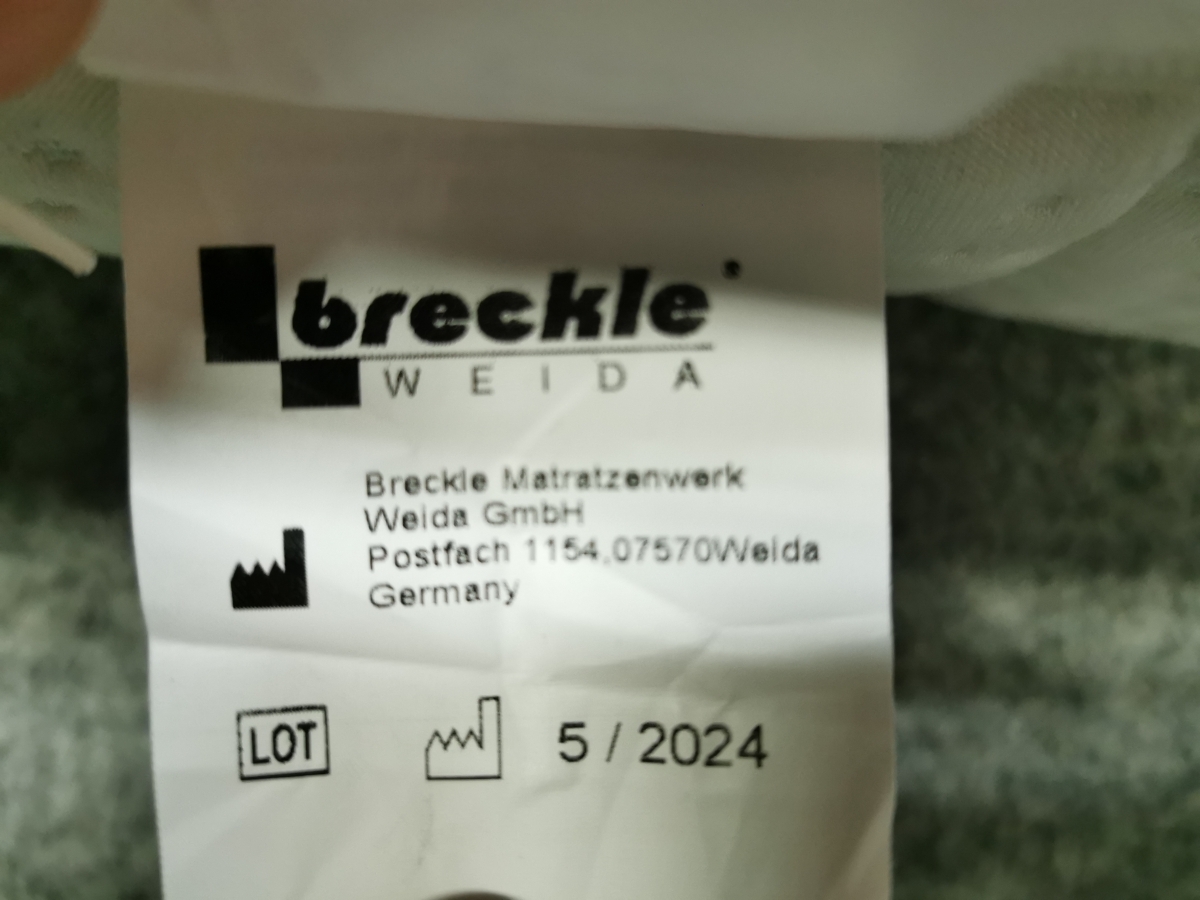 breckle®
WEIDA
Breckle Matratzenwerk
Weida GmbH
Postfach 1154,07570Weida
Germany
LOT 5 / 2024